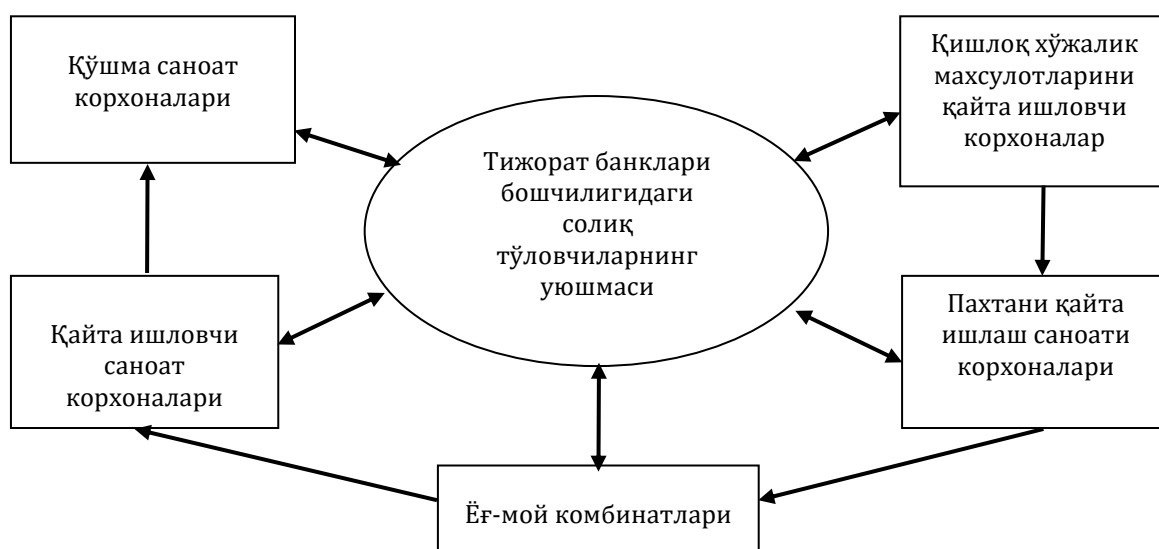 Қўшма саноат
корхоналари
Қишлоқ хўжалик
махсулотларини
қайта ишловчи
корхоналар
Тижорат банклари
бошчилигидаги
солиқ
тўловчиларнинг
уюшмаси
Қайта ишловчи
саноат
корхоналари
Пахтани қайта
ишлаш саноати
корхоналари
Ёғ-мой комбинатлари